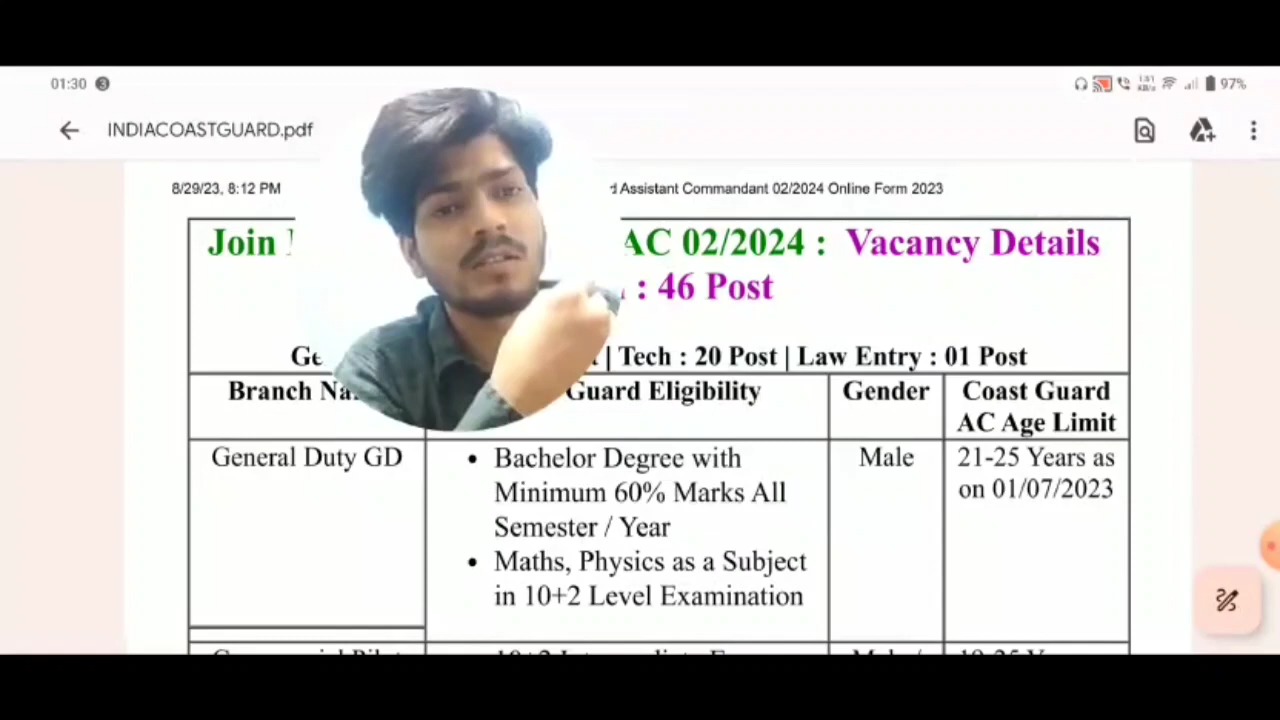 01:30 3
97%
INDIACOASTGUARD.pdf
8/29/23, 8:12 PM Assistant Commandant 02/2024 Online Form 2023
Join AC 02/2024 : Vacancy Details
: 46 Post
| Tech : 20 Post | Law Entry : 01 Post
Branch Guard Eligibility Gender Coast Guard
AC Age Limit
General Duty GD
• Bachelor Degree with
Minimum 60% Marks All
Semester / Year
• Maths, Physics as a Subject
in 10+2 Level Examination
Male
21-25 Years as
on 01/07/2023